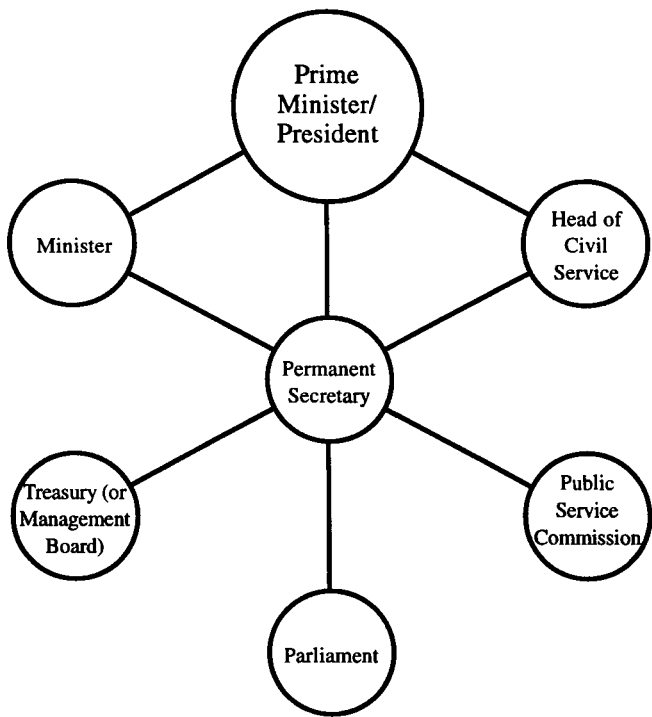 Prime
Minister/
President
Minister
Head of
Civil
Service
Permanent
Secretary
Treasury (or
Management
Board)
Public
Service
Commission
Parliament